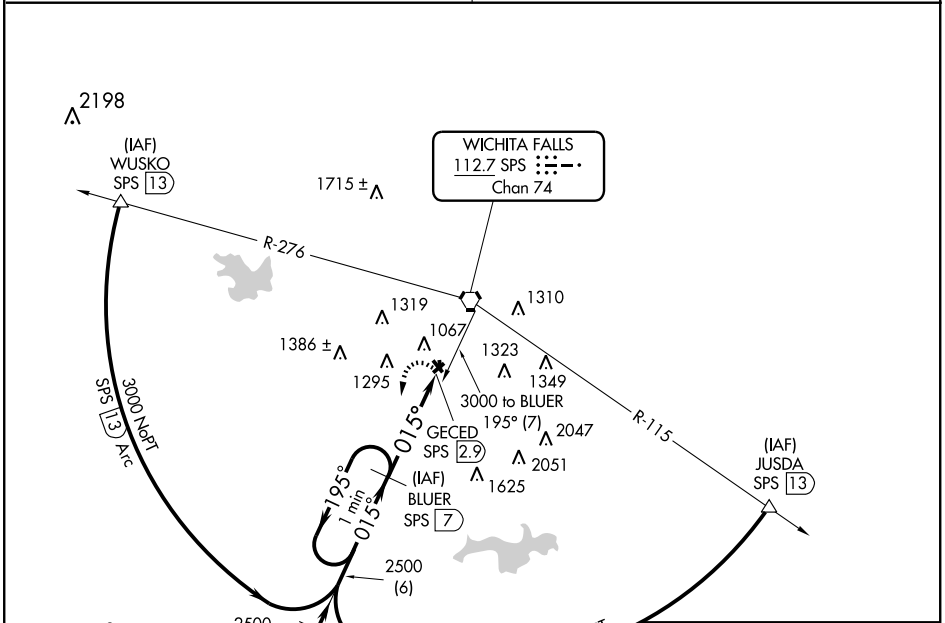 2198
(IAF)
WUSKO
SPS 13
1715 ±
WICHITA FALLS
112.7 SPS
Chan 74
R-276
1319
1310
1067
1386 ±
1323
1295
1349
3000 to BLUER
195° (7)
R-115
3000 NoPT
SPS 13 Arc
015°
GECED
SPS 2.9
2047
2051
1625
(IAF)
JUSDA
SPS 13
195°
1 min
015°
(IAF)
BLUER
SPS 7
2500
(6)
2500